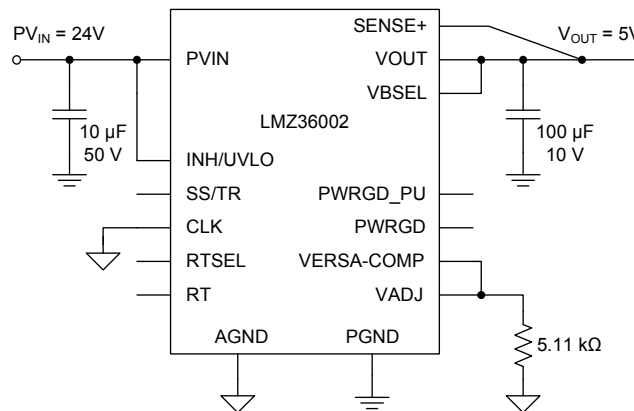 SENSE+
PV_IN = 24V
V_OUT = 5V
PVIN
VOUT
VBSEL
LMZ36002
10 µF
50 V
100 µF
10 V
INH/UVLO
SS/TR
PWRGD_PU
CLK
PWRGD
RTSEL
VERSA-COMP
RT
VADJ
AGND
PGND
5.11 kΩ